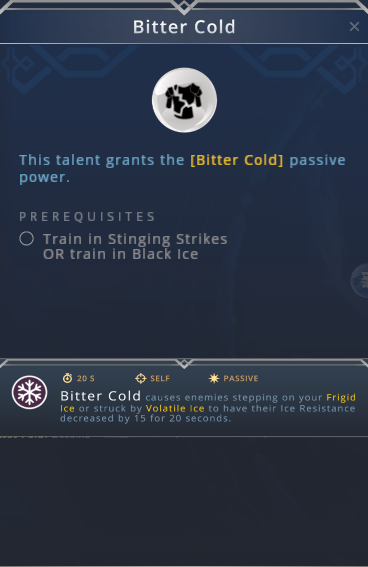 Bitter Cold
This talent grants the [Bitter Cold] passive
power.
PREREQUISITES
Train in Stinging Strikes
OR train in Black Ice
20 S SELF PASSIVE
Bitter Cold causes enemies stepping on your Frigid
Ice or struck by Volatile Ice to have their Ice Resistance
decreased by 15 for 20 seconds.